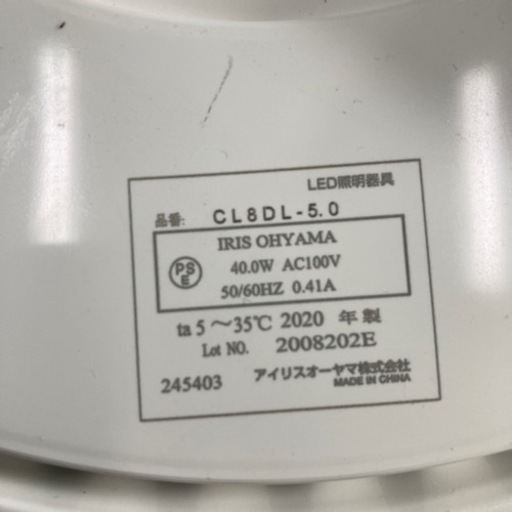 LED照明器具
品番: CL8DL-5.0
IRIS OHYAMA
PSE
40.0W AC100V
50/60HZ 0.41A
ta 5～35℃ 2020 年 製
Lot NO. 2008202E
245403 アイリスオーヤマ株式会社
MADE IN CHINA